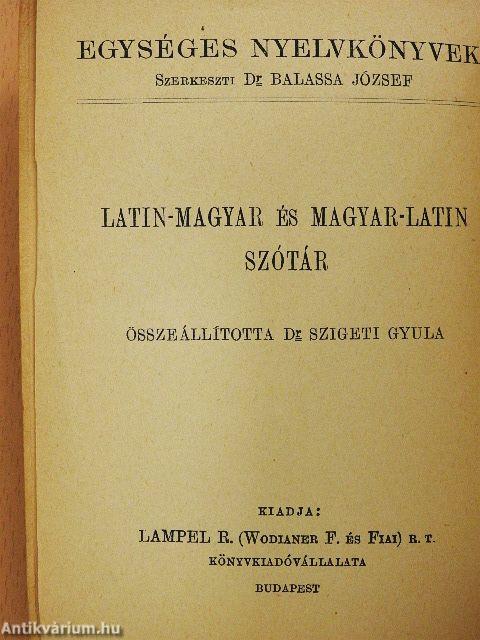 EGYSÉGES NYELVKÖNYVEK
SZERKESZTI Dr BALASSA JÓZSEF
LATIN-MAGYAR ÉS MAGYAR-LATIN
SZÓTÁR
ÖSSZEÁLLÍTOTTA Dr SZIGETI GYULA
KIADJA:
LAMPEL R. (WODIANER F. ÉS FIAI) R. T.
KÖNYVKIADÓVÁLLALATA
BUDAPEST
Antikvárium.hu